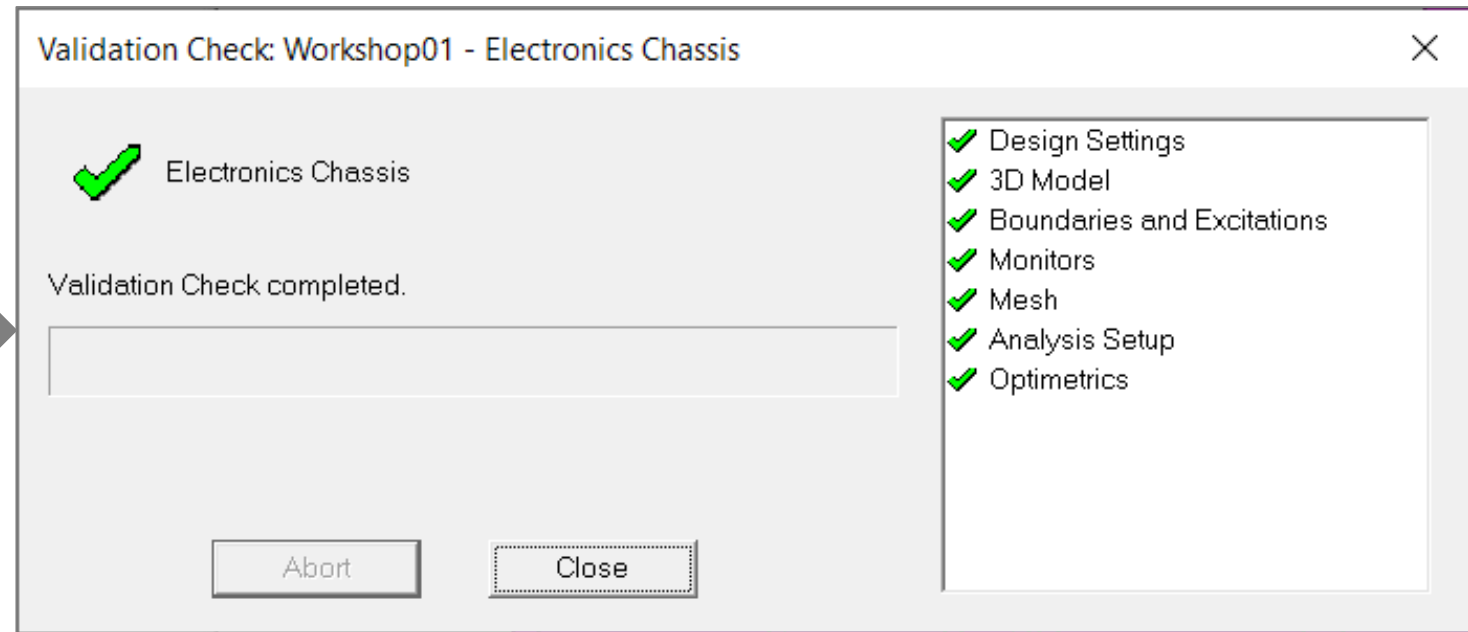 Validation Check: Workshop01 - Electronics Chassis
Electronics Chassis
Validation Check completed.
Abort
Close
Design Settings
3D Model
Boundaries and Excitations
Monitors
Mesh
Analysis Setup
Optimetrics